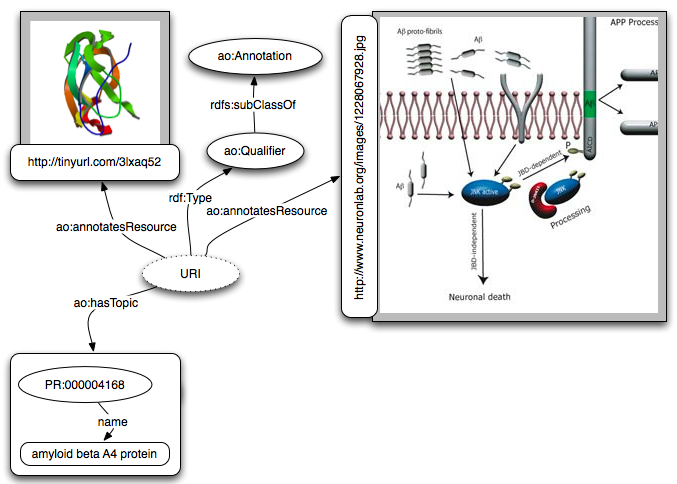 ao:Annotation
rdfs:subClassOf
ao:Qualifier
rdf:Type
http://tinyurl.com/3lxaq52
ao:annotatesResource
ao:annotatesResource
URI
ao:hasTopic
PR:000004168
name
amyloid beta A4 protein
http://www.neuronlab.org/images/1228067928.jpg
APP Process
Aβ proto-fibrils
Aβ
Aβ
AICD
P
JBD-dependent
Aβ
JNK active
JNK
Processing
JBD-independent
Neuronal death